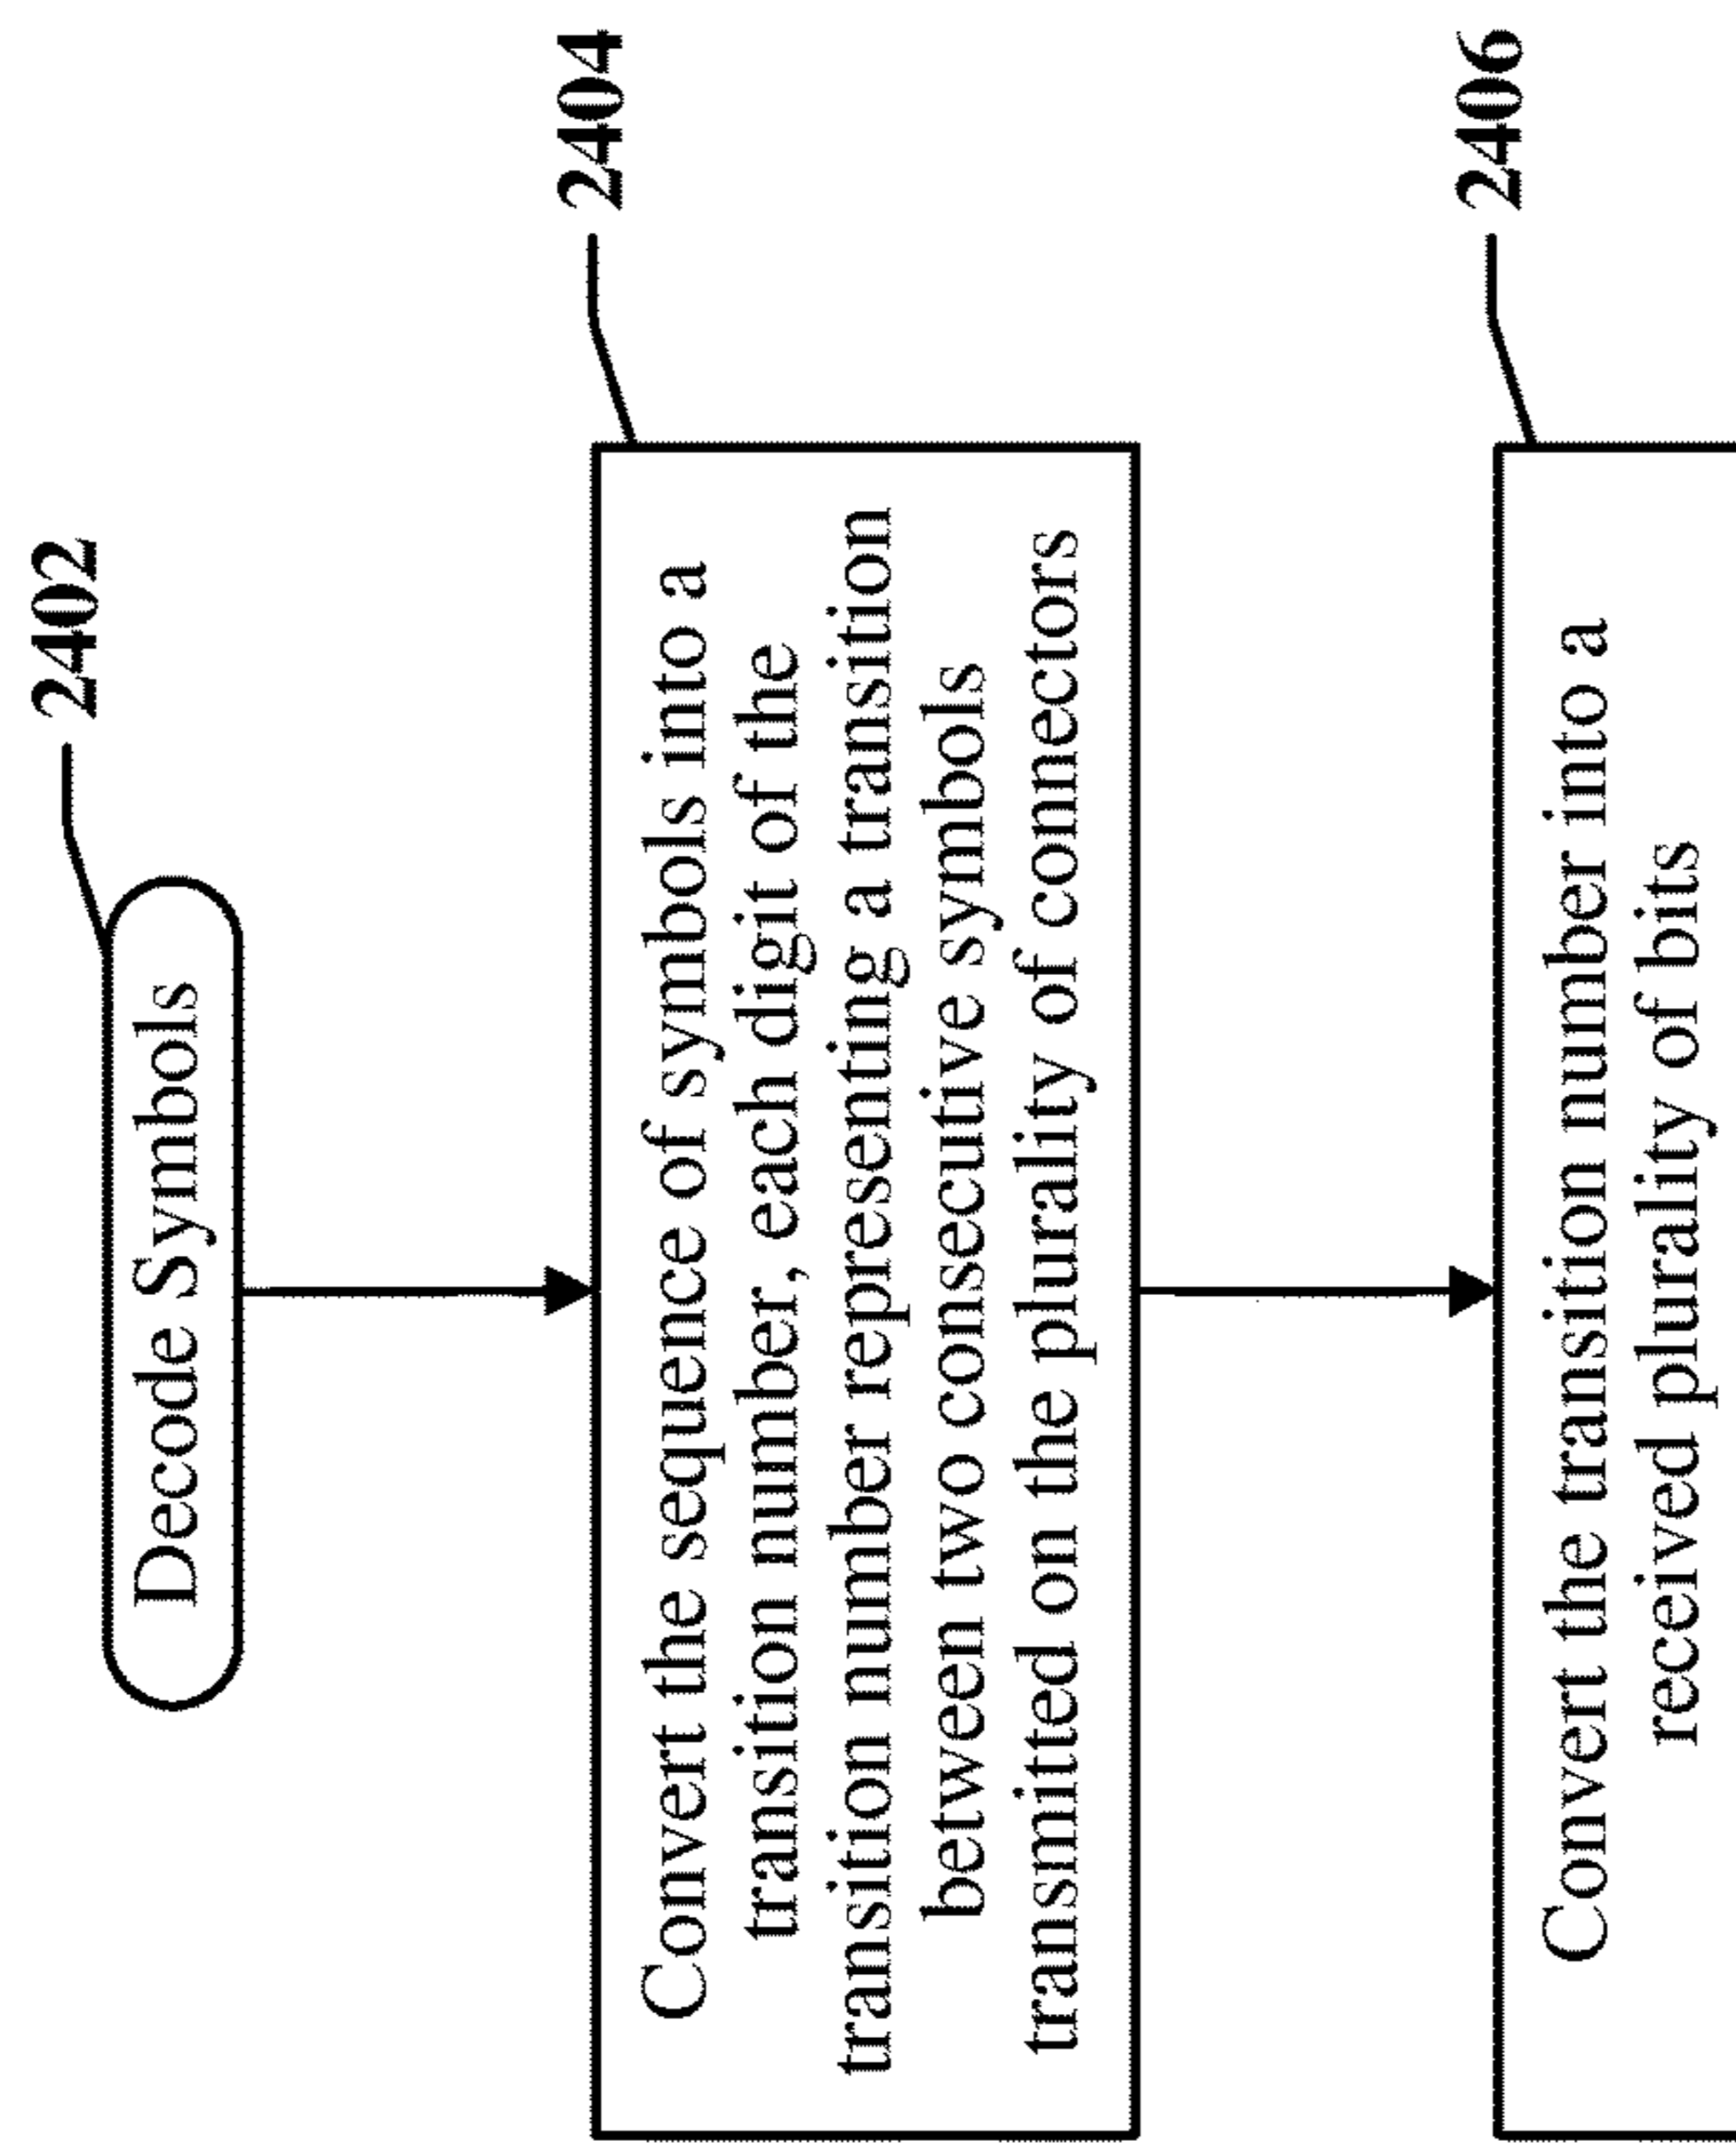 2402
Decode Symbols
2404
Convert the sequence of symbols into a
transition number, each digit of the
transition number representing a transition
between two consecutive symbols
transmitted on the plurality of connectors
2406
Convert the transition number into a
received plurality of bits